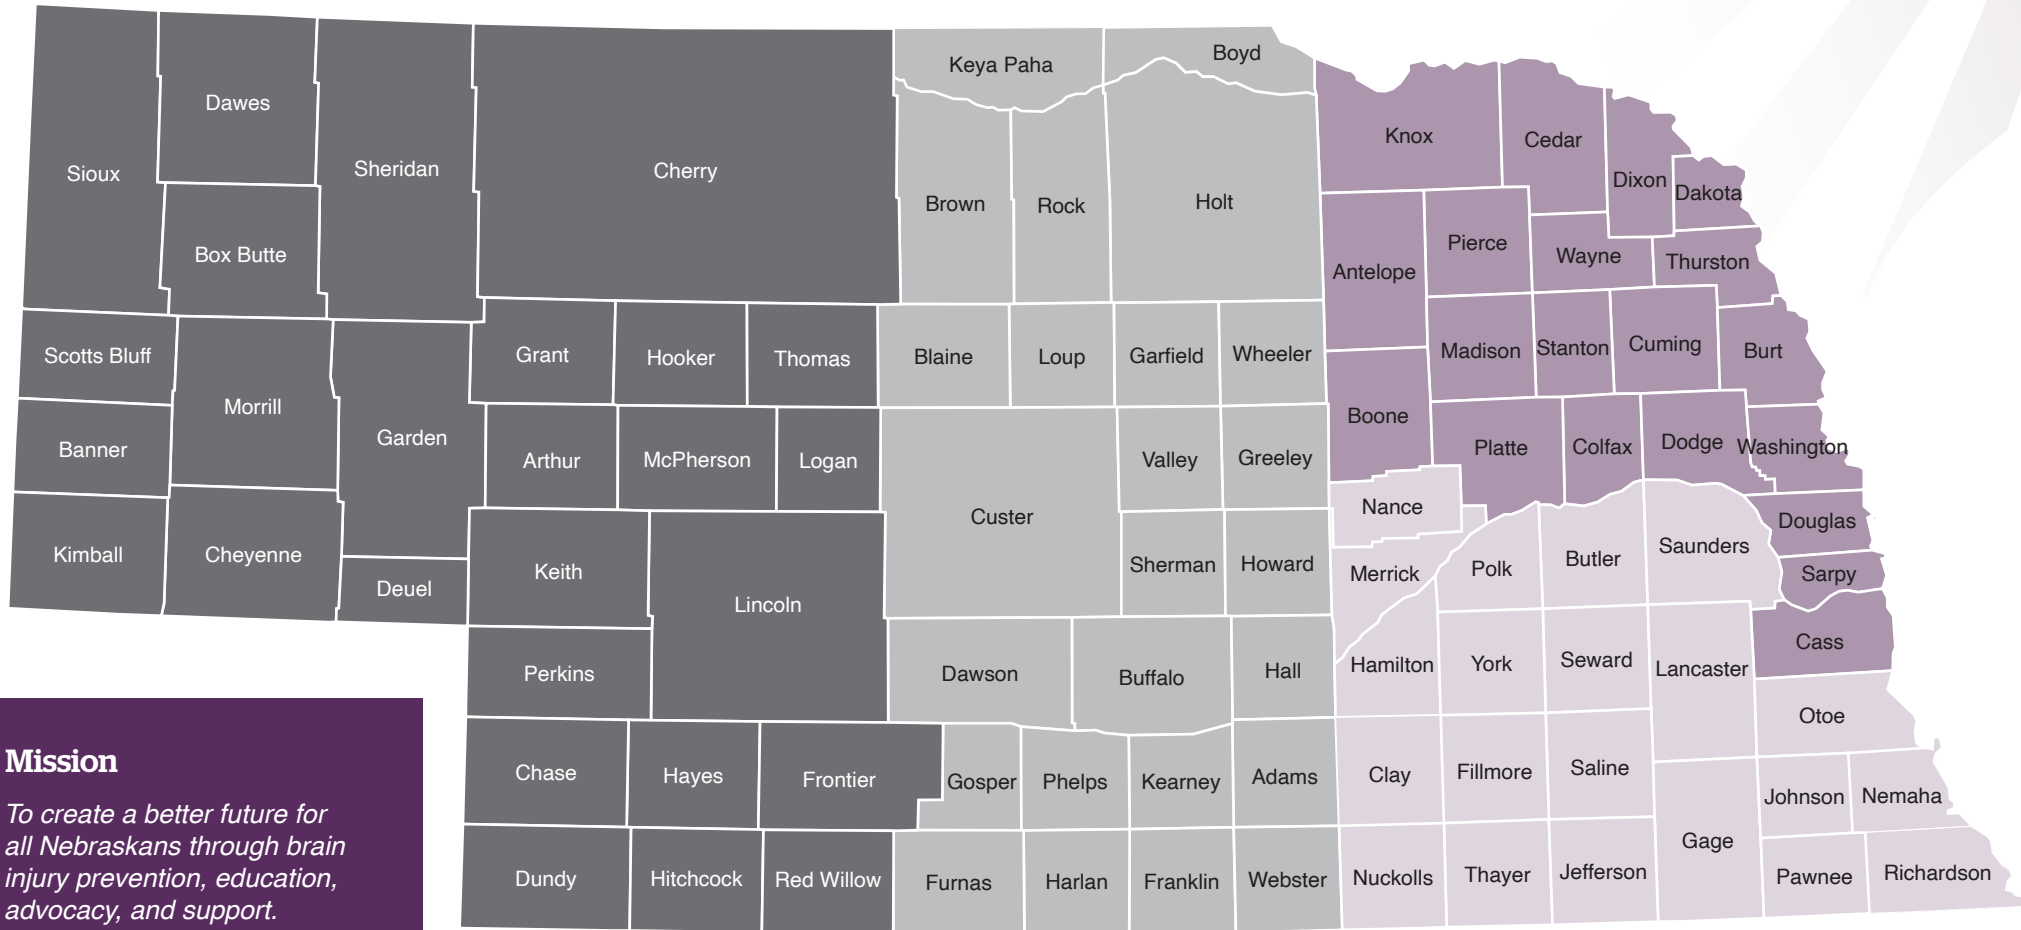 Keya Paha
Boyd
Dawes
Knox
Cedar
Sioux
Sheridan
Cherry
Dixon
Dakota
Brown
Rock
Holt
Box Butte
Pierce
Wayne
Thurston
Antelope
Scotts Bluff
Grant
Hooker
Thomas
Blaine
Loup
Garfield
Wheeler
Madison
Stanton
Cuming
Burt
Morrill
Boone
Banner
Garden
Arthur
McPherson
Logan
Valley
Greeley
Platte
Colfax
Dodge
Washington
Custer
Nance
Douglas
Kimball
Cheyenne
Deuel
Keith
Lincoln
Sherman
Howard
Merrick
Polk
Butler
Saunders
Sarpy
Perkins
Dawson
Buffalo
Hall
Hamilton
York
Seward
Lancaster
Cass
Otoe
Chase
Hayes
Frontier
Gosper
Phelps
Kearney
Adams
Clay
Fillmore
Saline
Johnson
Nemaha
Dundy
Hitchcock
Red Willow
Furnas
Harlan
Franklin
Webster
Nuckolls
Thayer
Jefferson
Gage
Pawnee
Richardson
Mission
To create a better future for
all Nebraskans through brain
injury prevention, education,
advocacy, and support.